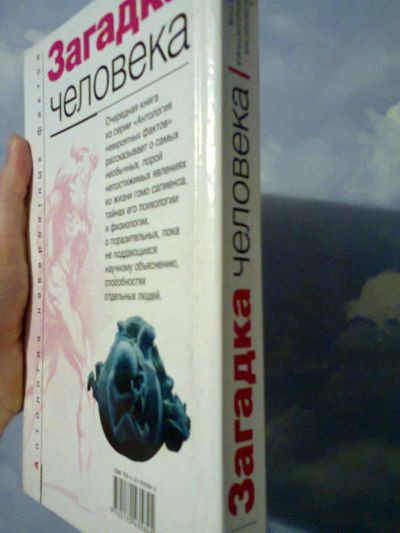 Загадка
человека
Очередная книга
из серии «Антология
невероятных фактов»
рассказывает о самых
необычных, порой
непостижимых явлениях
из жизни гомо сапиенса,
тайнах его психологии
и физиологии,
о поразительных, пока
не поддающихся
научному объяснению,
способностях
отдельных людей.
Антология невероятных фактов
Загадка человека /